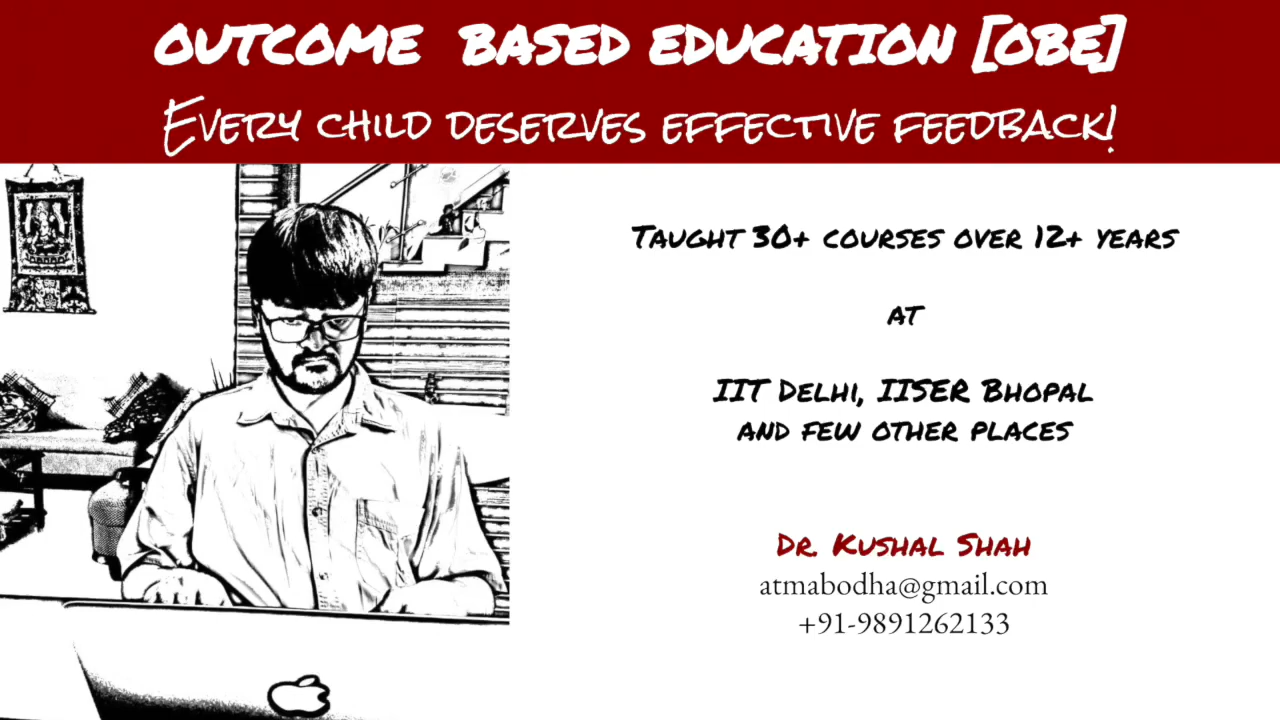 OUTCOME BASED EDUCATION [OBE]
EVERY CHILD DESERVES EFFECTIVE FEEDBACK!
TAUGHT 30+ COURSES OVER 12+ YEARS
AT
IIT DELHI, IISER BHOPAL
AND FEW OTHER PLACES
DR. KUSHAL SHAH
atmabodha@gmail.com
+91-9891262133